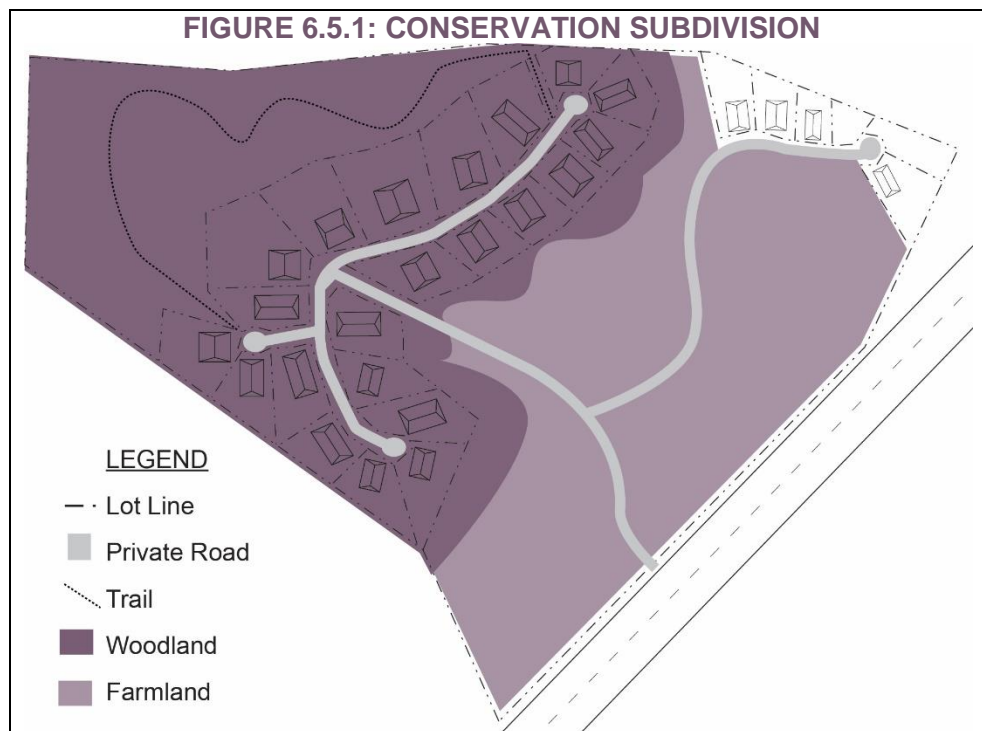 FIGURE 6.5.1: CONSERVATION SUBDIVISION
LEGEND
Lot Line
Private Road
Trail
Woodland
Farmland